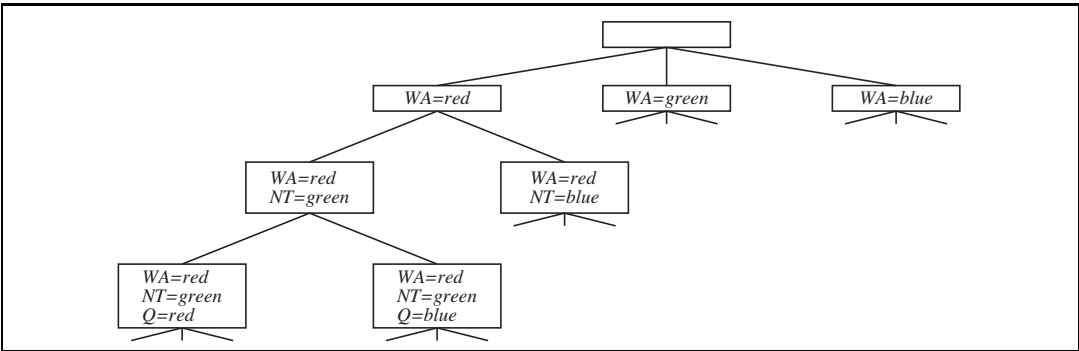 WA=red
WA=green
WA=blue
WA=red
NT=green
WA=red
NT=blue
WA=red
NT=green
Q=red
WA=red
NT=green
Q=blue